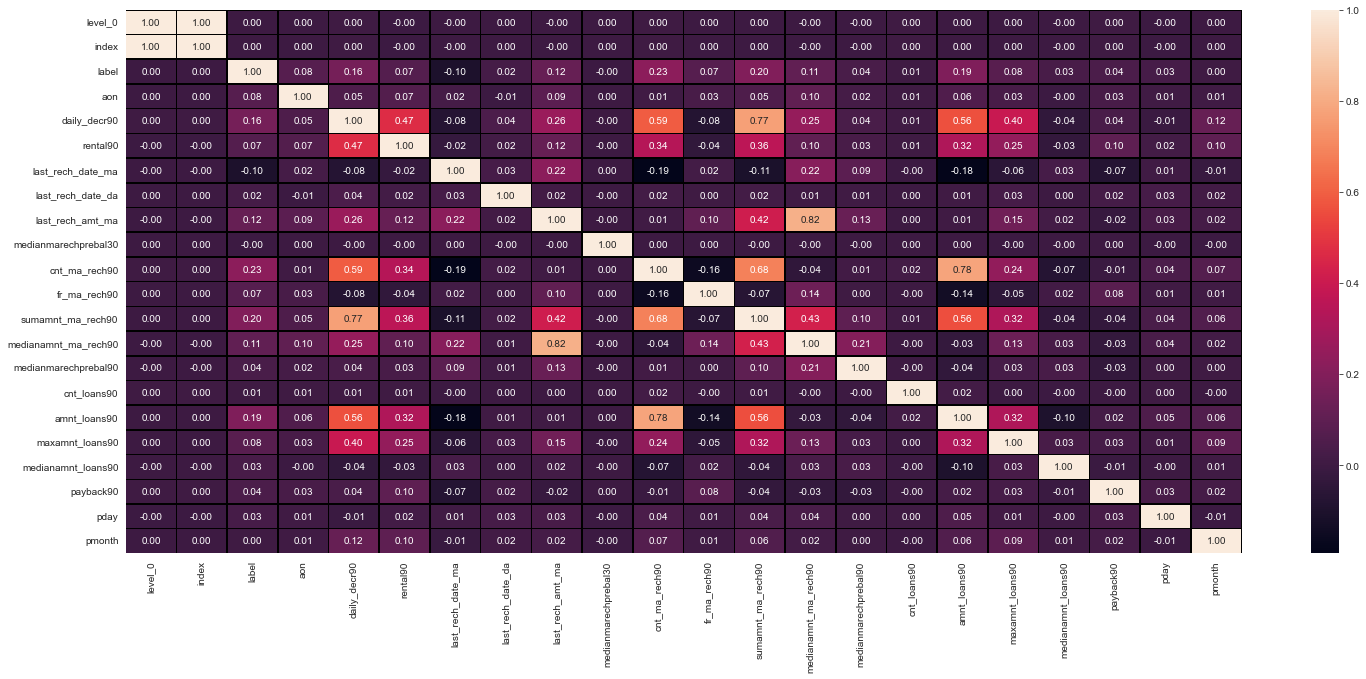 level_0 1.00 1.00 0.00 0.00 0.00 -0.00 -0.00 0.00 -0.00 0.00 0.00 0.00 0.00 -0.00 -0.00 0.00 0.00 0.00 -0.00 0.00 -0.00 0.00
index 1.00 1.00 0.00 0.00 0.00 -0.00 -0.00 0.00 -0.00 0.00 0.00 0.00 0.00 -0.00 -0.00 0.00 0.00 0.00 -0.00 0.00 -0.00 0.00
label 0.00 0.00 1.00 0.08 0.16 0.07 -0.10 0.02 0.12 -0.00 0.23 0.07 0.20 0.11 0.04 0.01 0.19 0.08 0.03 0.04 0.03 0.00
aon 0.00 0.00 0.08 1.00 0.05 0.07 0.02 -0.01 0.09 0.00 0.01 0.03 0.05 0.10 0.02 0.01 0.06 0.03 -0.00 0.03 0.01 0.01
daily_decr90 0.00 0.00 0.16 0.05 1.00 0.47 -0.08 0.04 0.26 -0.00 0.59 -0.08 0.77 0.25 0.04 0.01 0.56 0.40 -0.04 0.04 -0.01 0.12
rental90 -0.00 -0.00 0.07 0.07 0.47 1.00 -0.02 0.02 0.12 -0.00 0.34 -0.04 0.36 0.10 0.03 0.01 0.32 0.25 -0.03 0.10 0.02 0.10
last_rech_date_ma -0.00 -0.00 -0.10 0.02 -0.08 -0.02 1.00 0.03 0.22 0.00 -0.19 0.02 -0.11 0.22 0.09 -0.00 -0.18 -0.06 0.03 -0.07 0.01 -0.01
last_rech_date_da 0.00 0.00 0.02 -0.01 0.04 0.02 0.03 1.00 0.02 -0.00 0.02 0.00 0.02 0.01 0.01 0.00 0.01 0.03 0.00 0.02 0.03 0.02
last_rech_amt_ma -0.00 -0.00 0.12 0.09 0.26 0.12 0.22 0.02 1.00 -0.00 0.01 0.10 0.42 0.82 0.13 0.00 0.01 0.15 0.02 -0.02 0.03 0.02
medianmarechprebal30 0.00 0.00 -0.00 0.00 -0.00 -0.00 0.00 -0.00 -0.00 1.00 0.00 0.00 -0.00 -0.00 -0.00 -0.00 0.00 -0.00 -0.00 0.00 -0.00 -0.00
cnt_ma_rech90 0.00 0.00 0.23 0.01 0.59 0.34 -0.19 0.02 0.01 0.00 1.00 -0.16 0.68 -0.04 0.01 0.02 0.78 0.24 -0.07 -0.01 0.04 0.07
fr_ma_rech90 0.00 0.00 0.07 0.03 -0.08 -0.04 0.02 0.00 0.10 0.00 -0.16 1.00 -0.07 0.14 0.00 -0.00 -0.14 -0.05 0.02 0.08 0.01 0.01
sumamnt_ma_rech90 0.00 0.00 0.20 0.05 0.77 0.36 -0.11 0.02 0.42 -0.00 0.68 -0.07 1.00 0.43 0.10 0.01 0.56 0.32 -0.04 -0.04 0.04 0.06
medianamnt_ma_rech90 -0.00 -0.00 0.11 0.10 0.25 0.10 0.22 0.01 0.82 -0.00 -0.04 0.14 0.43 1.00 0.21 -0.00 -0.03 0.13 0.03 -0.03 0.04 0.02
medianmarechprebal90 -0.00 -0.00 0.04 0.02 0.04 0.03 0.09 0.01 0.13 -0.00 0.01 0.00 0.10 0.21 1.00 -0.00 -0.04 0.03 0.03 -0.03 0.00 0.00
cnt_loans90 0.00 0.00 0.01 0.01 0.01 0.01 -0.00 0.00 0.00 -0.00 0.02 -0.00 0.01 -0.00 -0.00 1.00 0.02 0.00 -0.00 -0.00 0.00 -0.00
amnt_loans90 0.00 0.00 0.19 0.06 0.56 0.32 -0.18 0.01 0.01 0.00 0.78 -0.14 0.56 -0.03 -0.04 0.02 1.00 0.32 -0.10 0.02 0.05 0.06
maxamnt_loans90 0.00 0.00 0.08 0.03 0.40 0.25 -0.06 0.03 0.15 -0.00 0.24 -0.05 0.32 0.13 0.03 0.00 0.32 1.00 0.03 0.03 0.01 0.09
medianamnt_loans90 -0.00 -0.00 0.03 -0.00 -0.04 -0.03 0.03 0.00 0.02 -0.00 -0.07 0.02 -0.04 0.03 0.03 -0.00 -0.10 0.03 1.00 -0.01 -0.00 0.01
payback90 0.00 0.00 0.04 0.03 0.04 0.10 -0.07 0.02 -0.02 0.00 -0.01 0.08 -0.04 -0.03 -0.03 -0.00 0.02 0.03 -0.01 1.00 0.03 0.02
pday -0.00 -0.00 0.03 0.01 -0.01 0.02 0.01 0.03 0.03 -0.00 0.04 0.01 0.04 0.04 0.00 0.00 0.05 0.01 -0.00 0.03 1.00 -0.01
pmonth 0.00 0.00 0.00 0.01 0.12 0.10 -0.01 0.02 0.02 -0.00 0.07 0.01 0.06 0.02 0.00 -0.00 0.06 0.09 0.01 0.02 -0.01 1.00
level_0 index label aon daily_decr90 rental90 last_rech_date_ma last_rech_date_da last_rech_amt_ma medianmarechprebal30 cnt_ma_rech90 fr_ma_rech90 sumamnt_ma_rech90 medianamnt_ma_rech90 medianmarechprebal90 cnt_loans90 amnt_loans90 maxamnt_loans90 medianamnt_loans90 payback90 pday pmonth
1.0
0.8
0.6
0.4
0.2
0.0